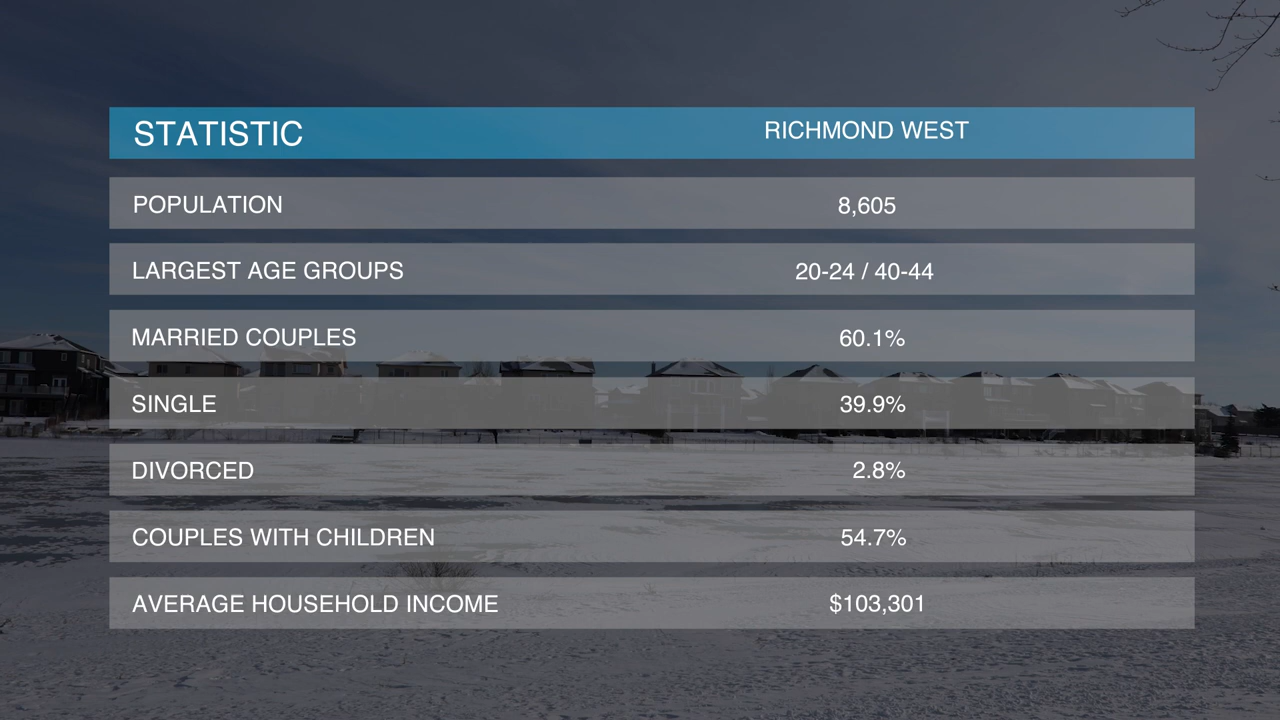 STATISTIC RICHMOND WEST
POPULATION 8,605
LARGEST AGE GROUPS 20-24 / 40-44
MARRIED COUPLES 60.1%
SINGLE 39.9%
DIVORCED 2.8%
COUPLES WITH CHILDREN 54.7%
AVERAGE HOUSEHOLD INCOME $103,301